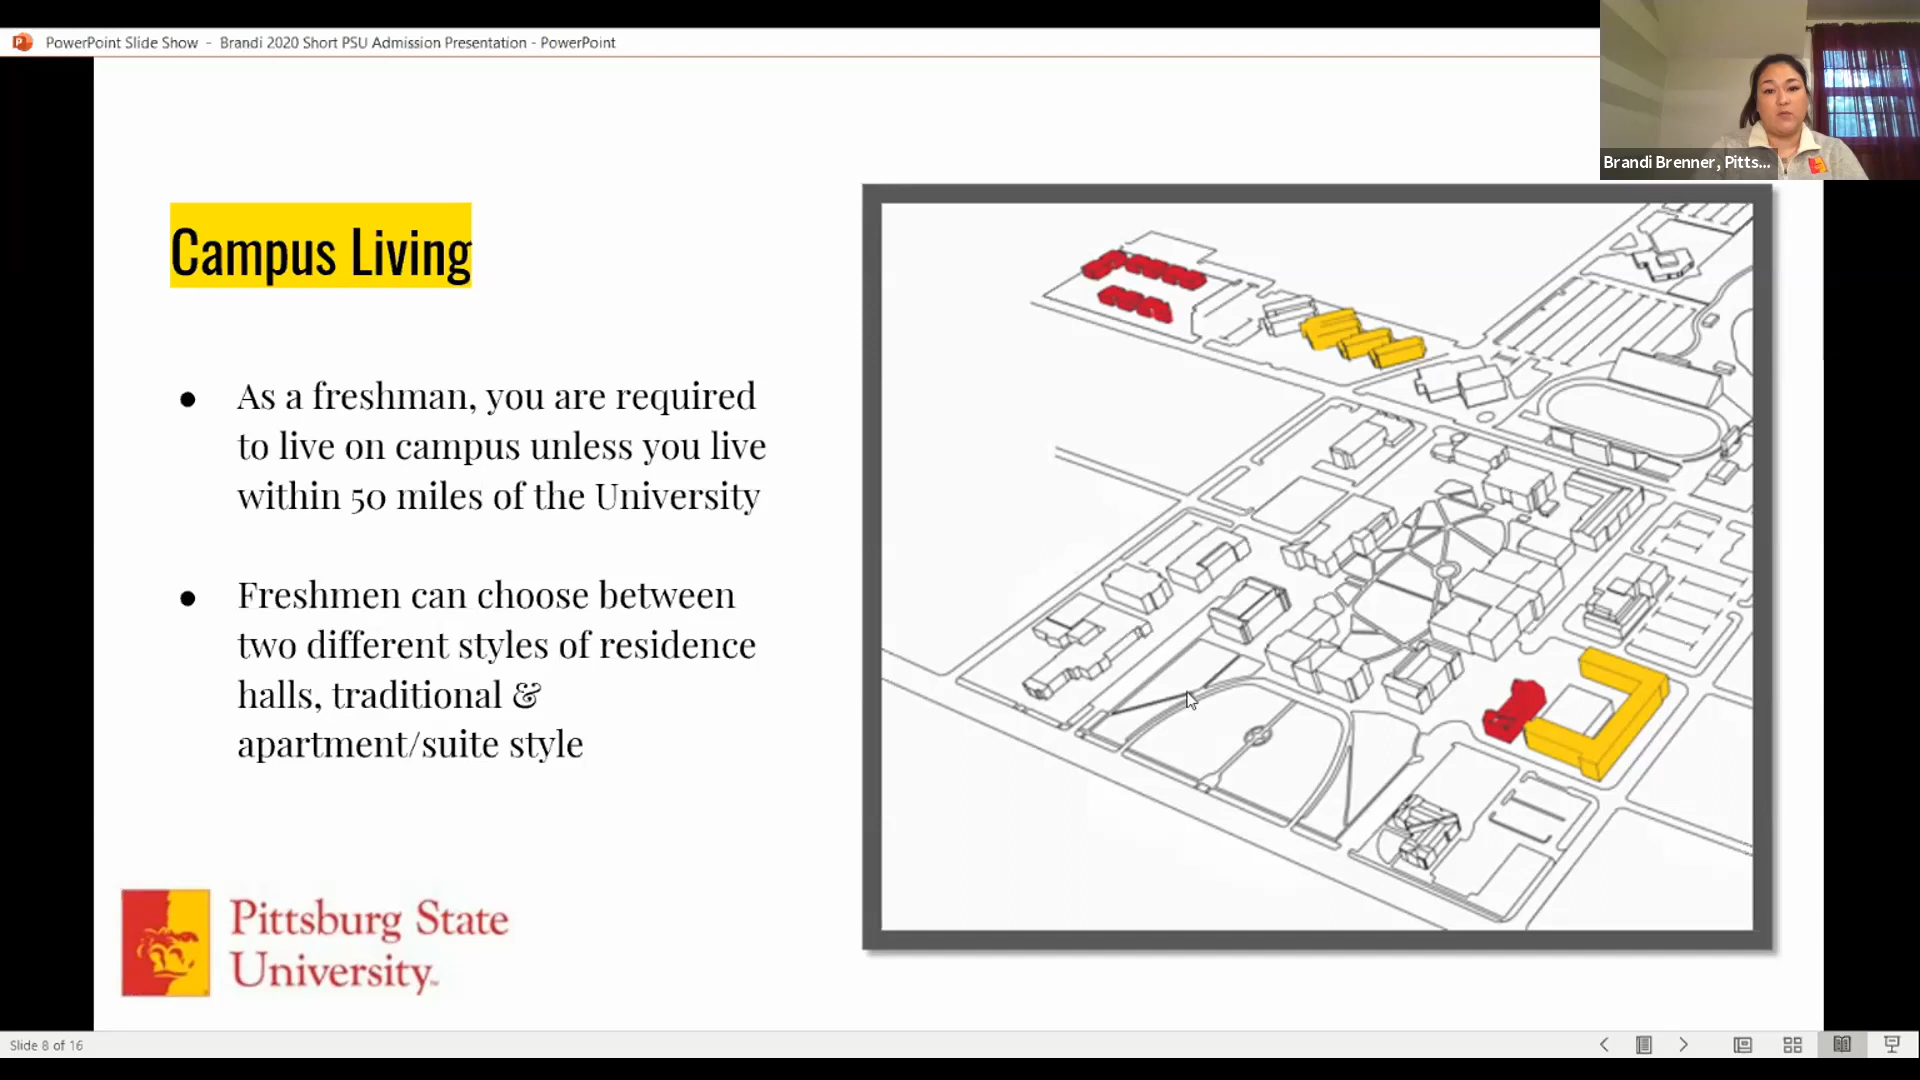 PowerPoint Slide Show - Brandi 2020 Short PSU Admission Presentation - PowerPoint
Brandi Brenner, Pitts...
Campus Living
● As a freshman, you are required
to live on campus unless you live
within 50 miles of the University
● Freshmen can choose between
two different styles of residence
halls, traditional &
apartment/suite style
Pittsburg State
University™
Slide 8 of 16